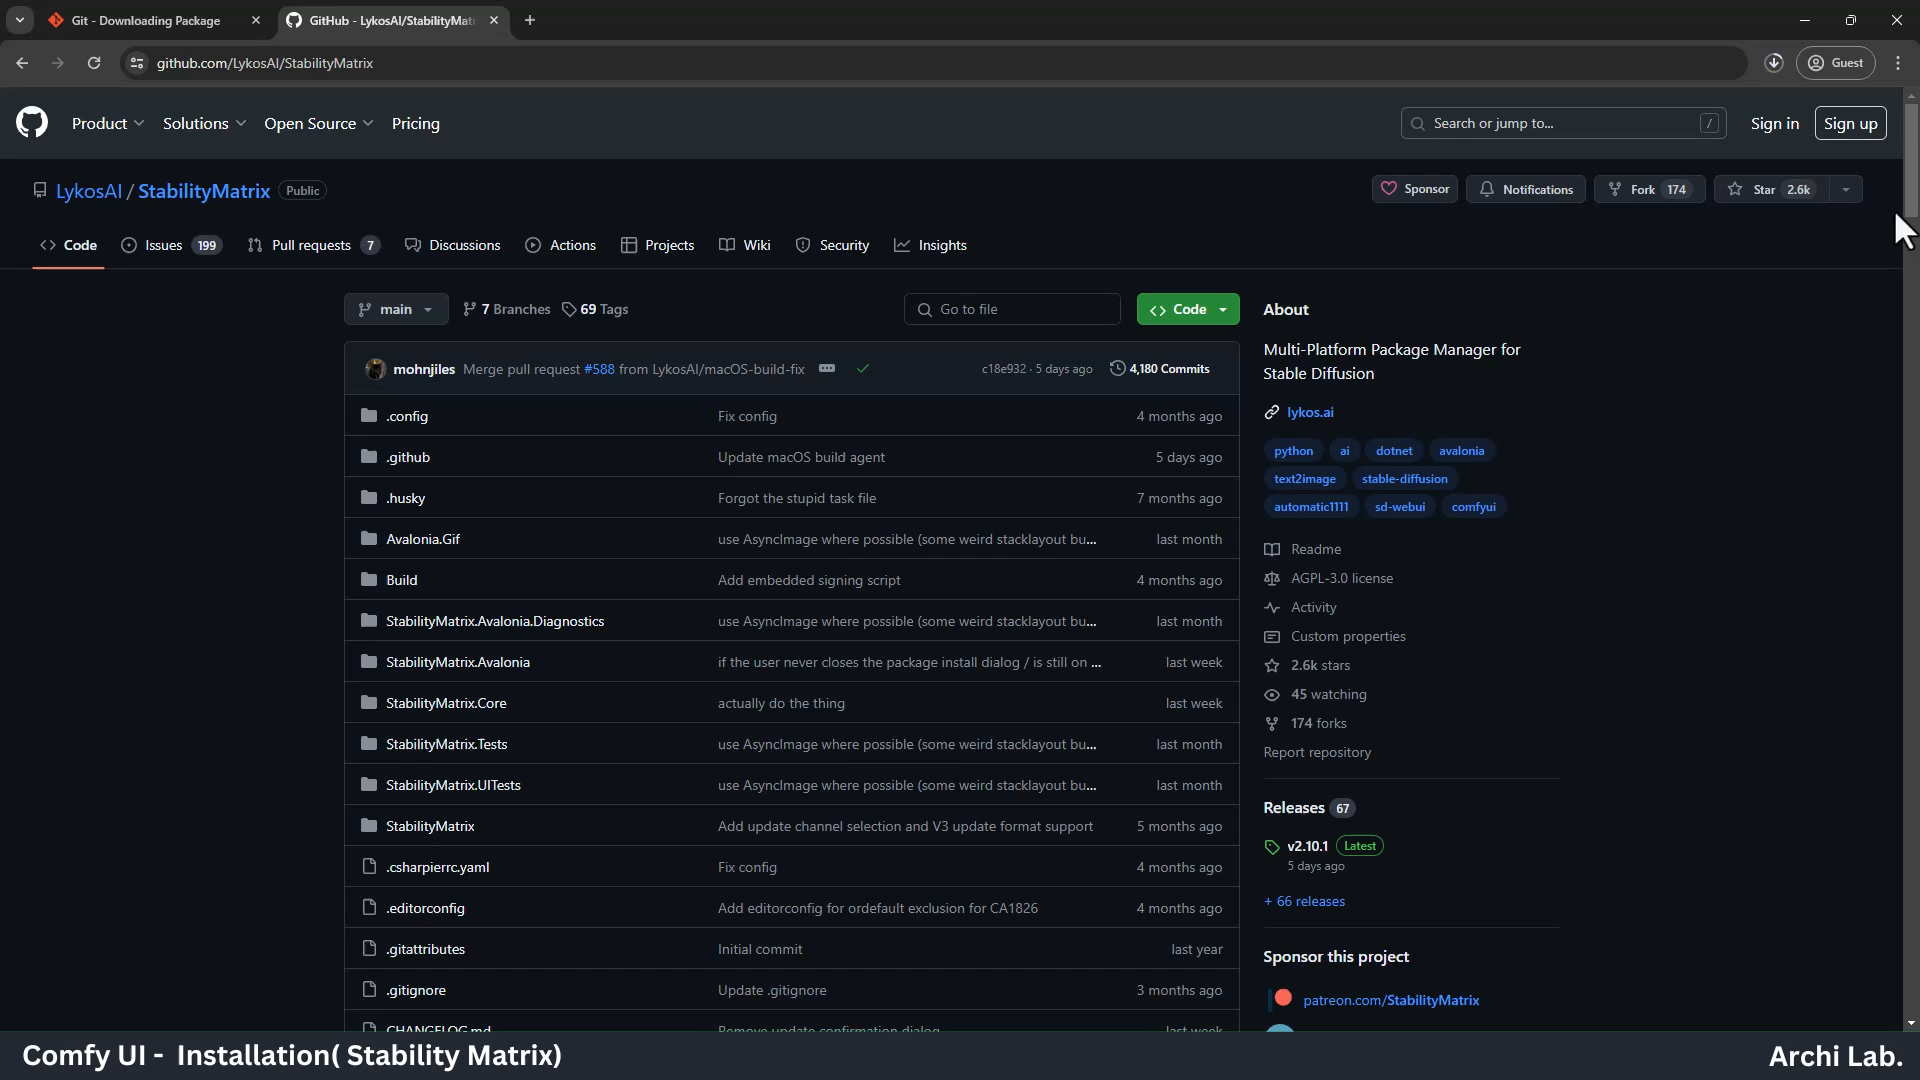 Git - Downloading Package
GitHub - LykosAI/StabilityMat
github.com/LykosAI/StabilityMatrix
Guest
Product
Solutions
Open Source
Pricing
Search or jump to...
/
Sign in
Sign up
LykosAI / StabilityMatrix
Public
Sponsor
Notifications
Fork 174
Star 2.6k
Code
Issues 199
Pull requests 7
Discussions
Actions
Projects
Wiki
Security
Insights
main
7 Branches
69 Tags
Go to file
Code
mohnjiles Merge pull request #588 from LykosAI/macOS-build-fix
c18e932 · 5 days ago
4,180 Commits
.config Fix config 4 months ago
.github Update macOS build agent 5 days ago
.husky Forgot the stupid task file 7 months ago
Avalonia.Gif use AsyncImage where possible (some weird stacklayout bu... last month
Build Add embedded signing script 4 months ago
StabilityMatrix.Avalonia.Diagnostics use AsyncImage where possible (some weird stacklayout bu... last month
StabilityMatrix.Avalonia if the user never closes the package install dialog / is still on ... last week
StabilityMatrix.Core actually do the thing last week
StabilityMatrix.Tests use AsyncImage where possible (some weird stacklayout bu... last month
StabilityMatrix.UITests use AsyncImage where possible (some weird stacklayout bu... last month
StabilityMatrix Add update channel selection and V3 update format support 5 months ago
.csharpierrc.yaml Fix config 4 months ago
.editorconfig Add editorconfig for ordefault exclusion for CA1826 4 months ago
.gitattributes Initial commit last year
.gitignore Update .gitignore 3 months ago
CHANGELOG.md Remove update confirmation dialog last week
About
Multi-Platform Package Manager for
Stable Diffusion
lykos.ai
python ai dotnet avalonia
text2image stable-diffusion
automatic1111 sd-webui comfyui
Readme
AGPL-3.0 license
Activity
Custom properties
2.6k stars
45 watching
174 forks
Report repository
Releases 67
v2.10.1 Latest
5 days ago
+ 66 releases
Sponsor this project
patreon.com/StabilityMatrix
Comfy UI - Installation( Stability Matrix)
Archi Lab.